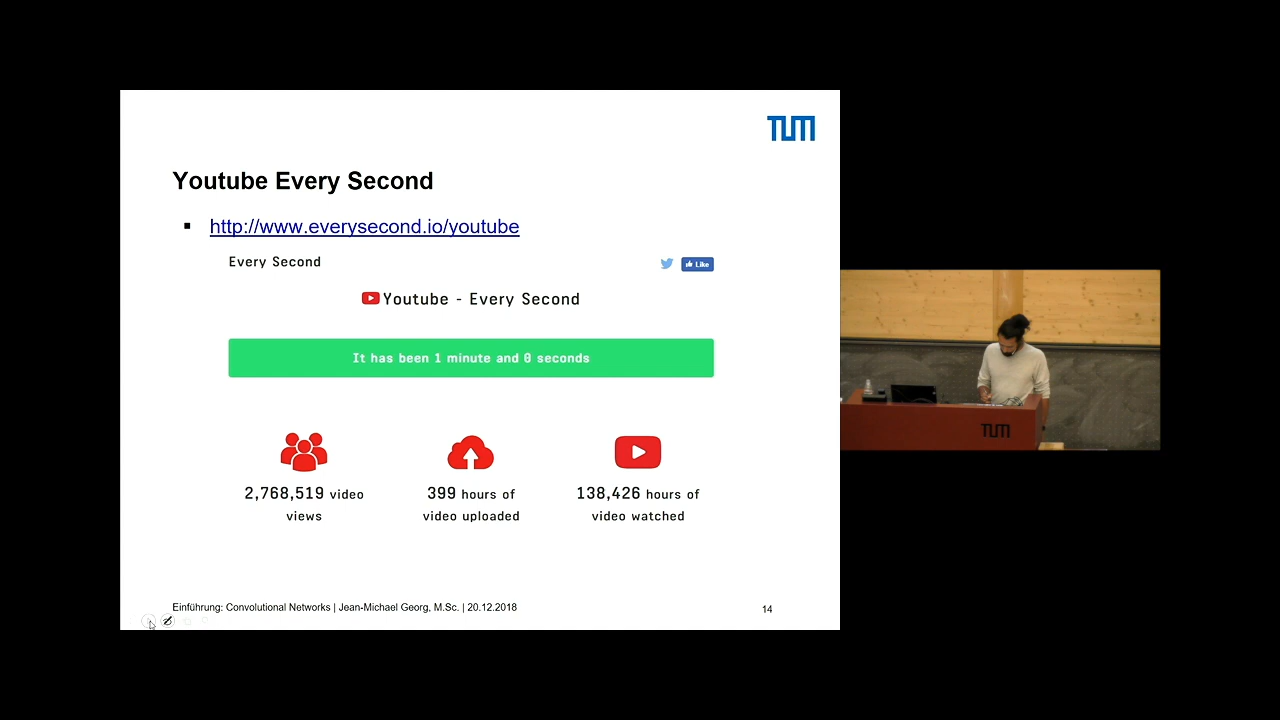 TUM
Youtube Every Second
▪ http://www.everysecond.io/youtube
Every Second
Like
Youtube - Every Second
It has been 1 minute and 0 seconds
2,768,519 video
views
399 hours of
video uploaded
138,426 hours of
video watched
Einführung: Convolutional Networks | Jean-Michael Georg, M.Sc. | 20.12.2018
14
TUM